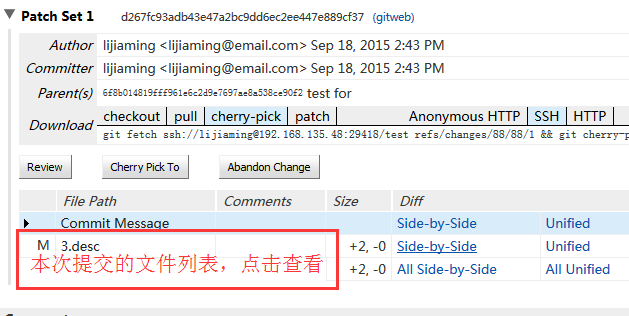 Patch Set 1 d267fc93adb43e47a2bc9dd6ec2ee447e889cf37 (gitweb)
Author lijiaming <lijiaming@email.com> Sep 18, 2015 2:43 PM
Committer lijiaming <lijiaming@email.com> Sep 18, 2015 2:43 PM
Parent(s) 6f8b014819fff961e6c2d9e7697ae8a538ce90f2 test for
Download checkout pull cherry-pick patch Anonymous HTTP SSH HTTP
git fetch ssh://lijiaming@192.168.135.48:29418/test refs/changes/88/88/1 && git cherry-p
Review Cherry Pick To Abandon Change
File Path Comments Size Diff
Commit Message Side-by-Side Unified
M 3.desc +2, -0 Side-by-Side Unified
本次提交的文件列表，点击查看 +2, -0 All Side-by-Side All Unified